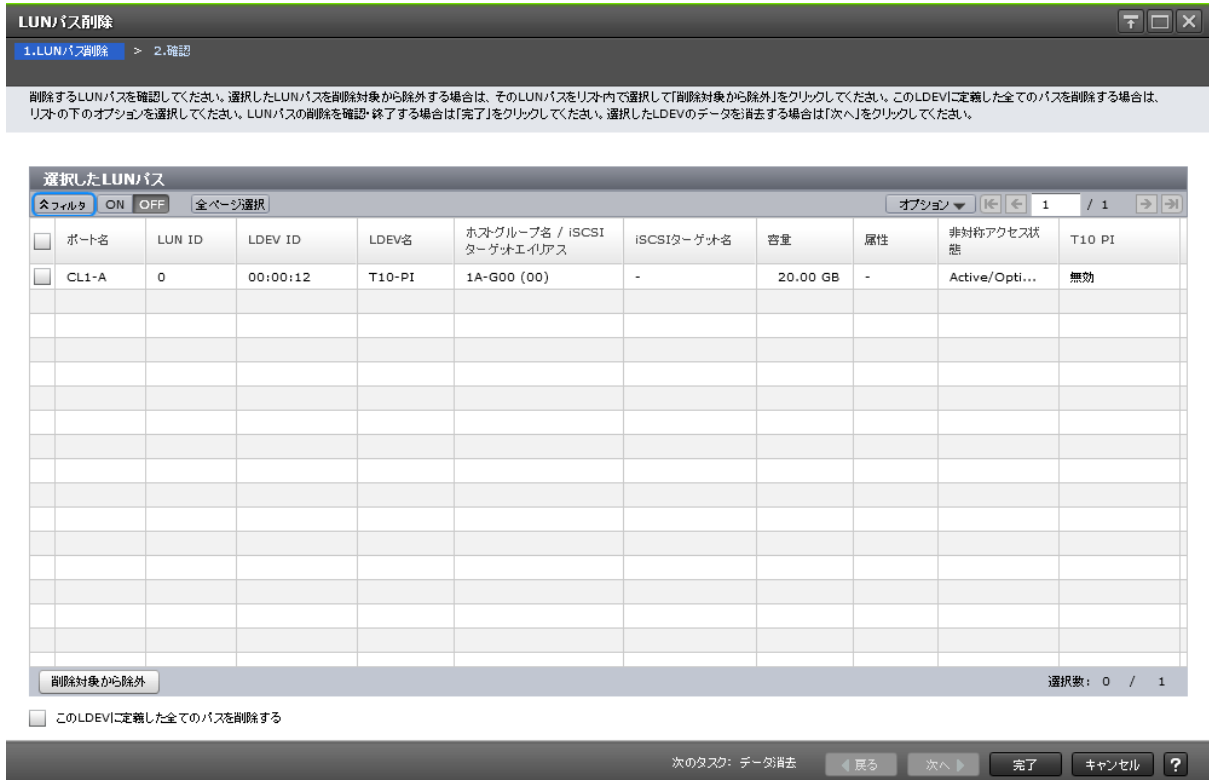 LUNパス削除
1.LUNパス削除 > 2.確認
削除するLUNパスを確認してください。選択したLUNパスを削除対象から除外する場合は、そのLUNパスをリスト内で選択して「削除対象から除外」をクリックしてください。このLDEVに定義した全てのパスを削除する場合は、
リストの下のオプションを選択してください。LUNパスの削除を確認・終了する場合は「完了」をクリックしてください。選択したLDEVのデータを消去する場合は「次へ」をクリックしてください。
選択したLUNパス
フィルタ ON OFF 全ページ選択 オプション 1 / 1
ポート名 LUN ID LDEV ID LDEV名 ホストグループ名 / iSCSI ターゲットエイリアス iSCSIターゲット名 容量 属性 非対称アクセス状態 T10 PI
CL1-A 0 00:00:12 T10-PI 1A-G00 (00) - 20.00 GB - Active/Opti... 無効
削除対象から除外 選択数: 0 / 1
このLDEVに定義した全てのパスを削除する
次のタスク: データ消去 戻る 次へ 完了 キャンセル ?